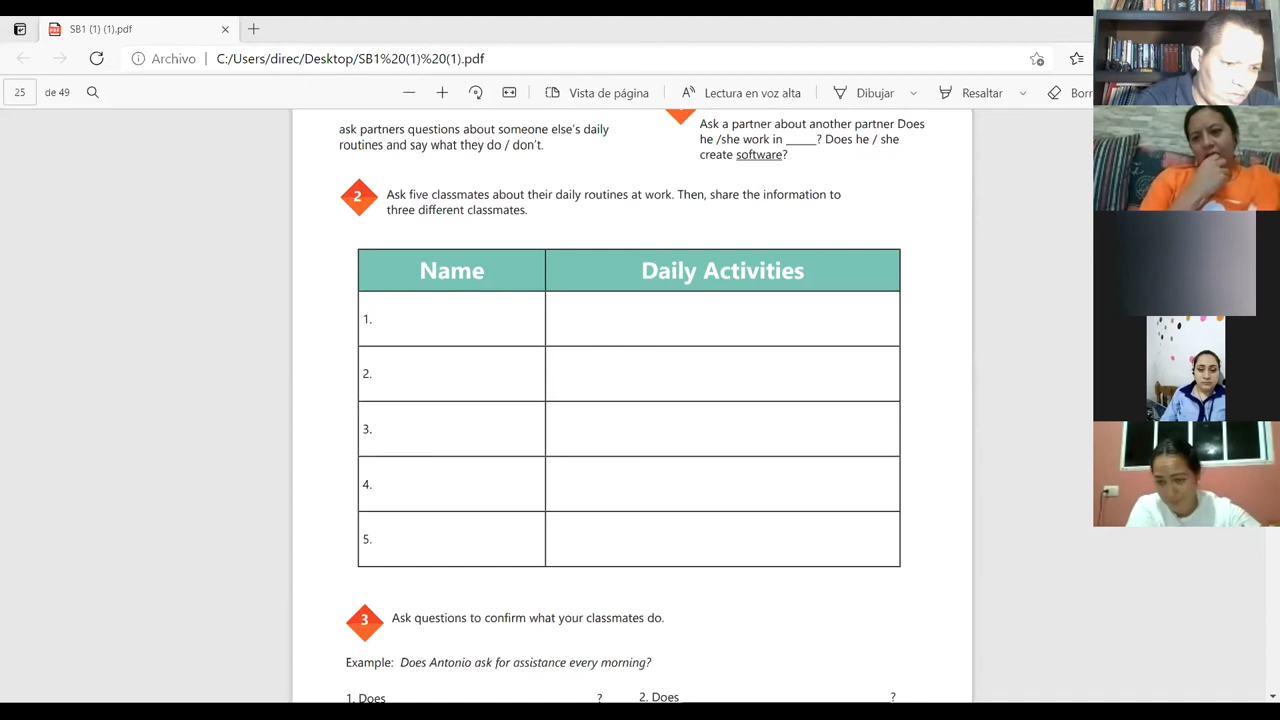 SB1 (1) (1).pdf
Archivo
C:/Users/direc/Desktop/SB1%20(1)%20(1).pdf
25 de 49
Vista de página
Lectura en voz alta
Dibujar
Resaltar
Borr
ask partners questions about someone else's daily
routines and say what they do / don't.
Ask a partner about another partner Does
he /she work in _____? Does he / she
create software?
2
Ask five classmates about their daily routines at work. Then, share the information to
three different classmates.
Name Daily Activities
1.
2.
3.
4.
5.
3
Ask questions to confirm what your classmates do.
Example: Does Antonio ask for assistance every morning?
1. Does ?
2. Does ?